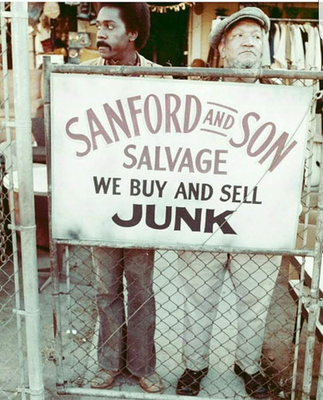 SANFORD AND SON
SALVAGE
WE BUY AND SELL
JUNK